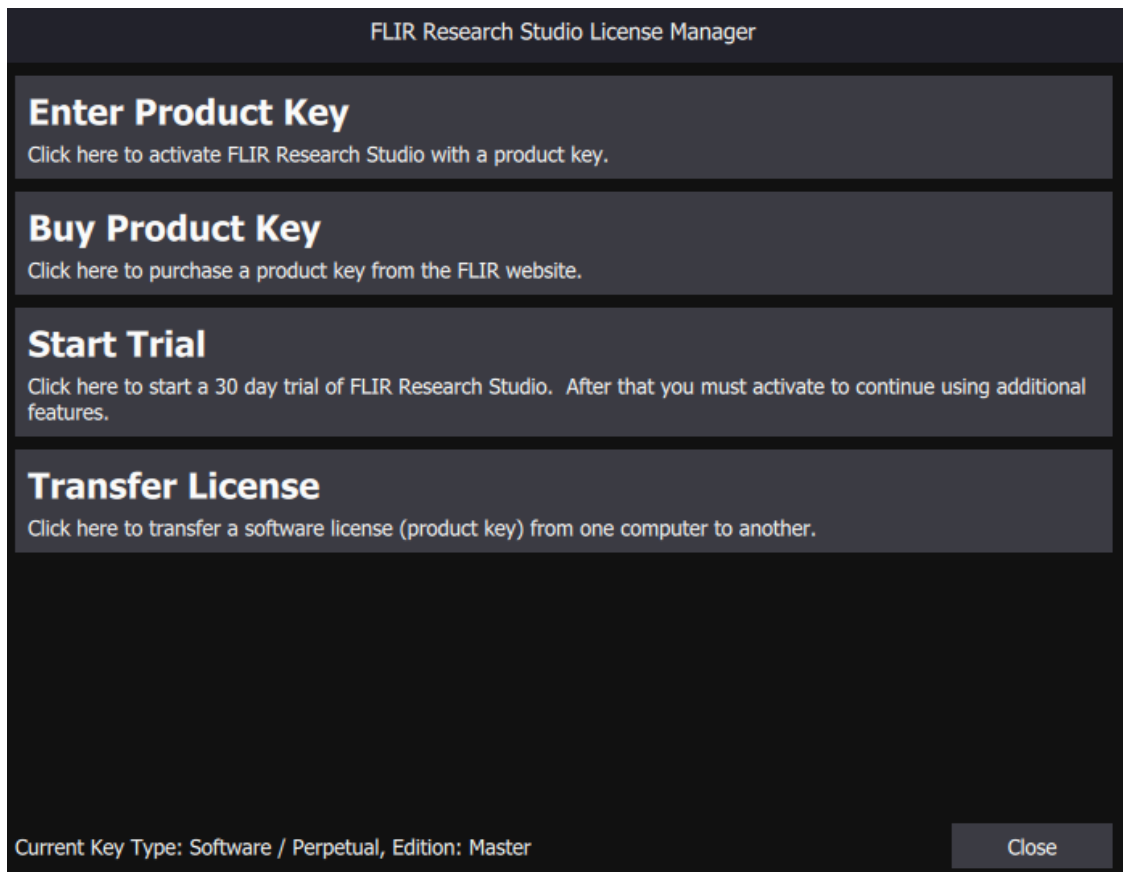 FLIR Research Studio License Manager
Enter Product Key
Click here to activate FLIR Research Studio with a product key.
Buy Product Key
Click here to purchase a product key from the FLIR website.
Start Trial
Click here to start a 30 day trial of FLIR Research Studio.  After that you must activate to continue using additional
features.
Transfer License
Click here to transfer a software license (product key) from one computer to another.
Current Key Type: Software / Perpetual, Edition: Master
Close